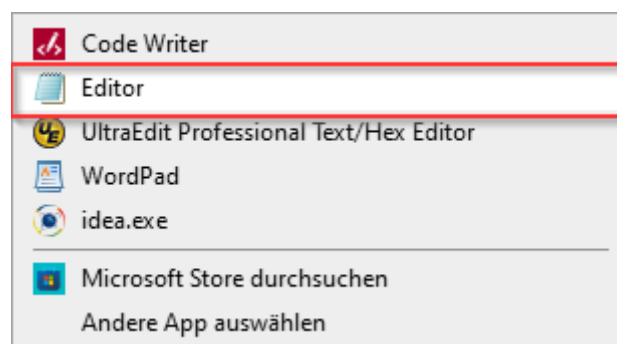 Code Writer
Editor
UltraEdit Professional Text/Hex Editor
WordPad
idea.exe
Microsoft Store durchsuchen
Andere App auswählen